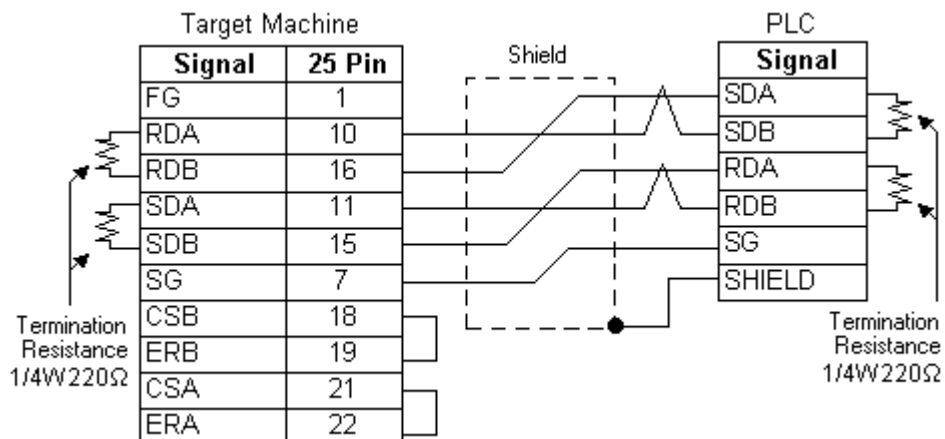 Target Machine
Signal 25 Pin
FG 1
RDA 10
RDB 16
SDA 11
SDB 15
SG 7
CSB 18
ERB 19
CSA 21
ERA 22
Termination
Resistance
1/4W220Ω
Shield
PLC
Signal
SDA
SDB
RDA
RDB
SG
SHIELD
Termination
Resistance
1/4W220Ω